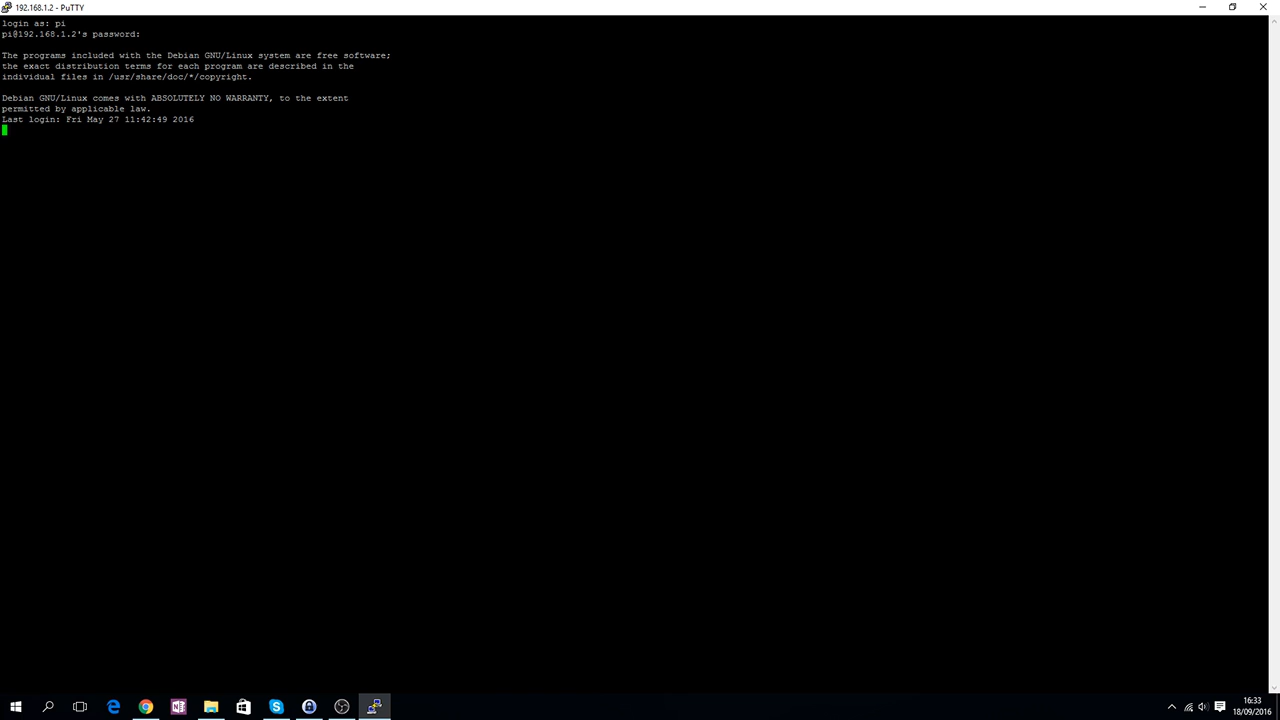 192.168.1.2 - PuTTY
login as: pi
pi@192.168.1.2's password:
The programs included with the Debian GNU/Linux system are free software;
the exact distribution terms for each program are described in the
individual files in /usr/share/doc/*/copyright.
Debian GNU/Linux comes with ABSOLUTELY NO WARRANTY, to the extent
permitted by applicable law.
Last login: Fri May 27 11:42:49 2016
16:33
18/09/2016